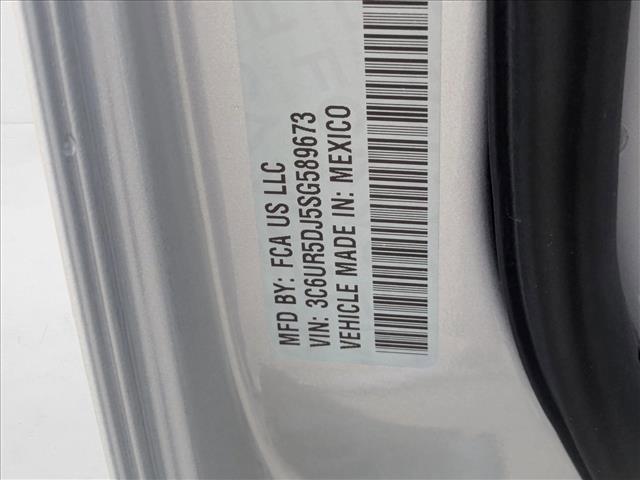 MFD BY: FCA US LLC
VIN: 3C6UR5DJ5SG589673
VEHICLE MADE IN: MEXICO